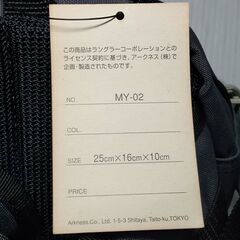 この商品はラングラーコーポレーションとの
ライセンス契約に基づき、アークネス(株)で
企画・製造されたものです。
NO. MY-02
COL.
SIZE 25cm×16cm×10cm
PRICE
Arkness.Co., Ltd. 1-5-3 Shitaya, Taito-ku,TOKYO